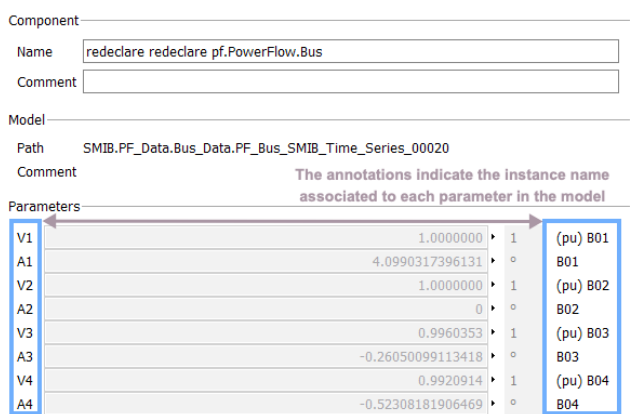 Component
Name redeclare redeclare pf.PowerFlow.Bus
Comment
Model
Path SMIB.PF_Data.Bus_Data.PF_Bus_SMIB_Time_Series_00020
Comment
The annotations indicate the instance name
associated to each parameter in the model
Parameters
V1 1.0000000 1 (pu) B01
A1 4.0990317396131 ° B01
V2 1.0000000 1 (pu) B02
A2 0 ° B02
V3 0.9960353 1 (pu) B03
A3 -0.26050099113418 ° B03
V4 0.9920914 1 (pu) B04
A4 -0.52308181906469 ° B04